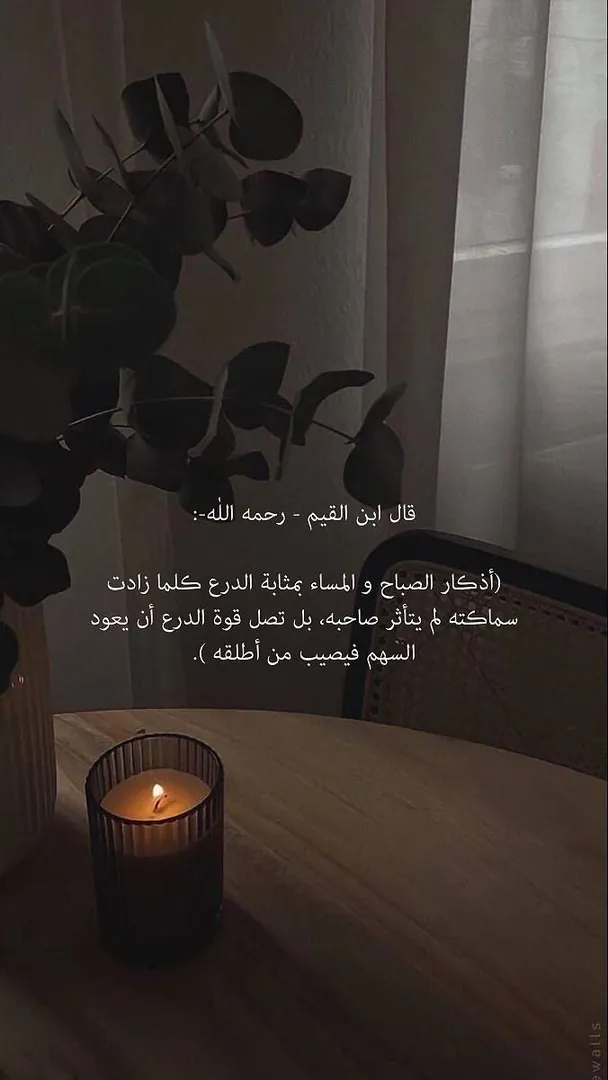 قال ابن القيم - رحمه الله-:
(أذكار الصباح و المساء بمثابة الدرع كلما زادت
سماكته لم يتأثر صاحبه، بل تصل قوة الدرع أن يعود
السهم فيصيب من أطلقه ).
ewalls